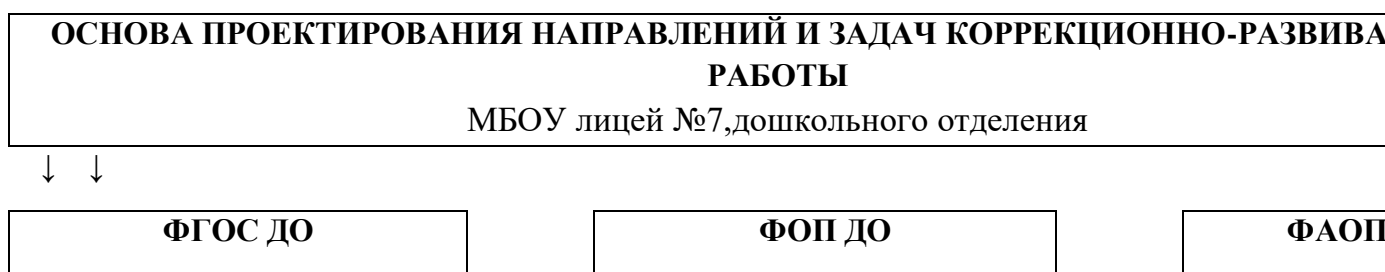 ОСНОВА ПРОЕКТИРОВАНИЯ НАПРАВЛЕНИЙ И ЗАДАЧ КОРРЕКЦИОННО-РАЗВИВА
РАБОТЫ
МБОУ лицей №7,дошкольного отделения
↓ ↓
ФГОС ДО ФОП ДО ФАОП